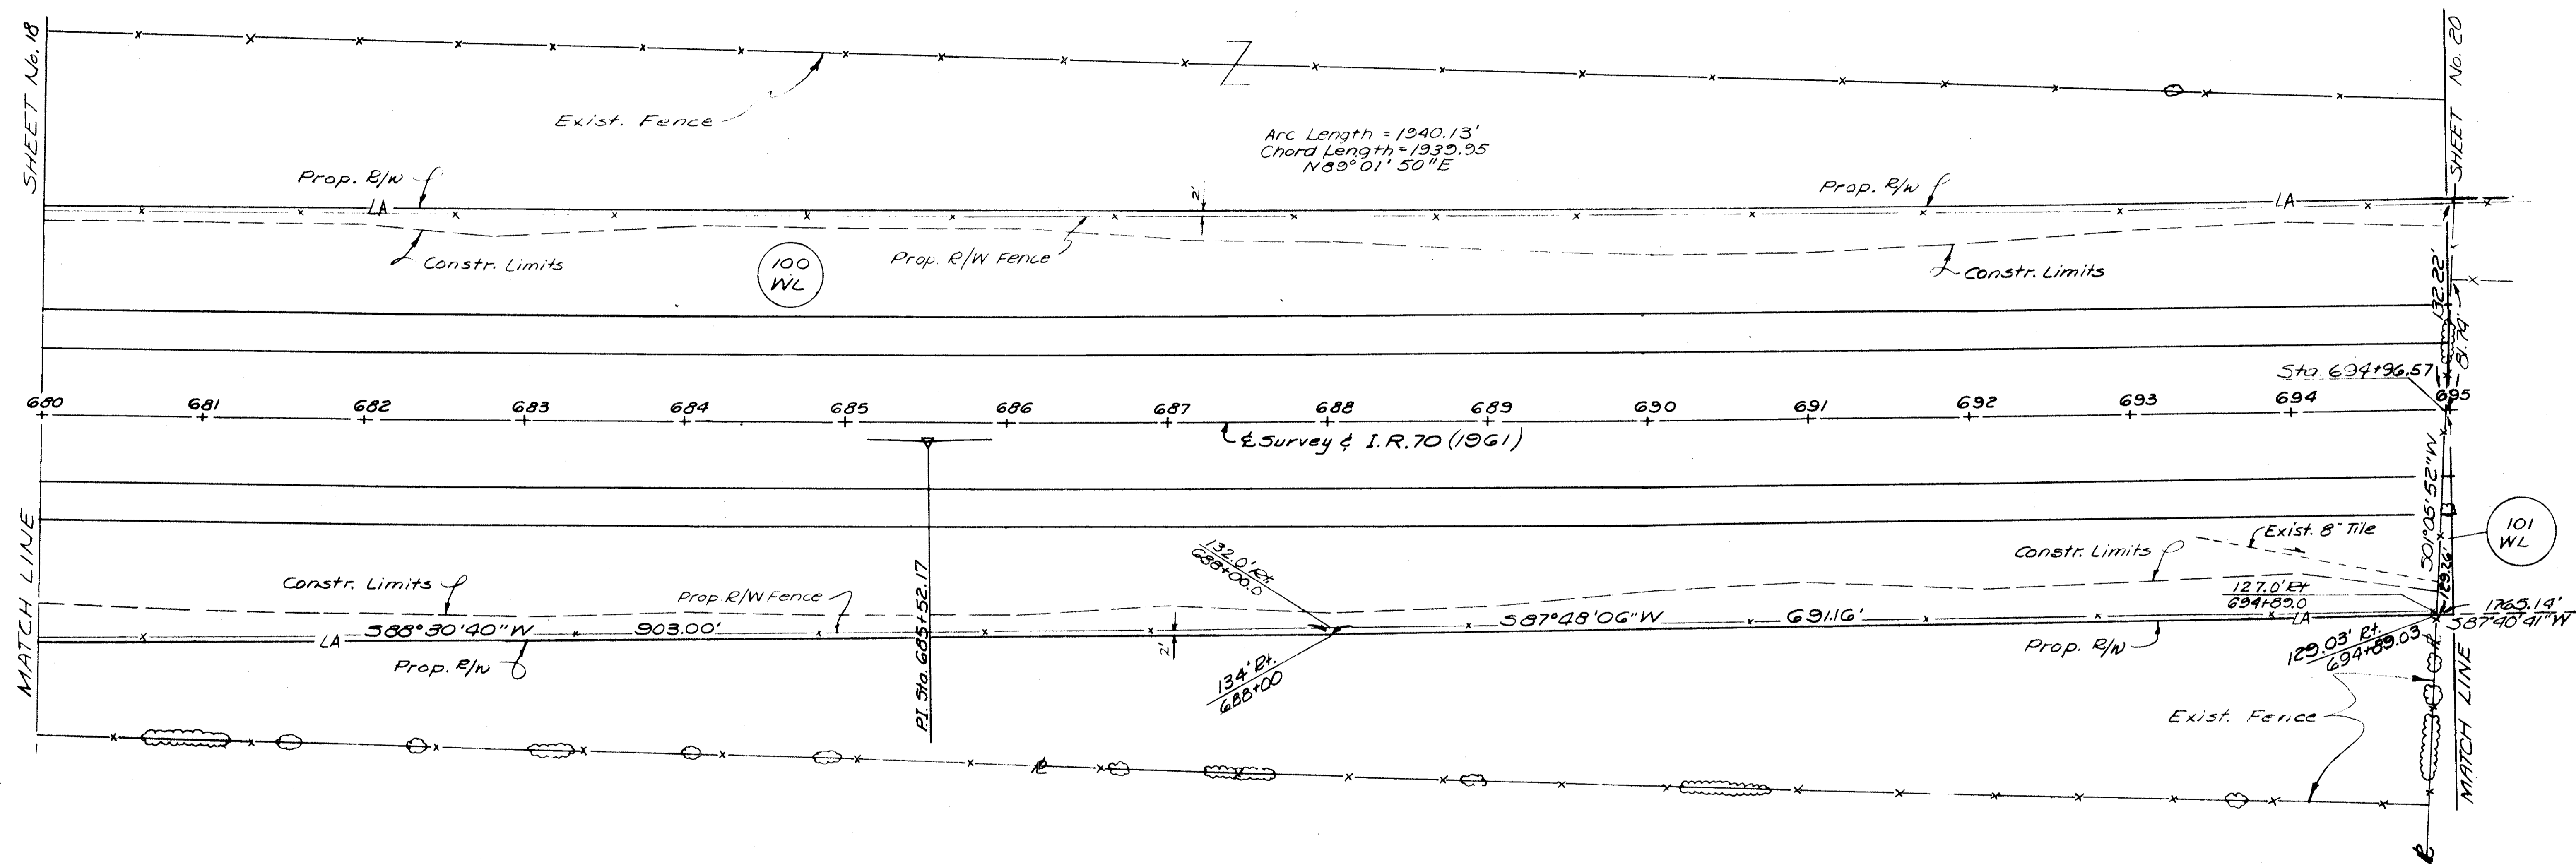 SHEET No. 18
SHEET No. 20
Exist. Fence
Arc Length = 1940.13'
Chord Length = 1939.95
N89°01'50"E
Prop. R/W
LA
2'
Prop. R/W
LA
Constr. Limits
100
WL
Prop. R/W Fence
Constr. Limits
132.22'
81.74'
Sta. 694+96.57
680 681 682 683 684 685 686 687 688 689 690 691 692 693 694 695
℄ Survey & I.R. 70 (1961)
S01°05'52"W
101
WL
Exist. 8" Tile
Constr. Limits
129.26'
MATCH LINE
P.I. Sta. 685+52.17
132.0' Rt.
688+00.0
Constr. Limits
Prop. R/W Fence
127.0' Rt
694+89.0
1765.14'
S87°40'41"W
LA
S88°30'40"W
903.00'
S87°48'06"W
691.16'
LA
2'
Prop. R/W
134' Rt.
688+00
Prop. R/W
129.03' Rt.
694+89.03
Exist. Fence
MATCH LINE